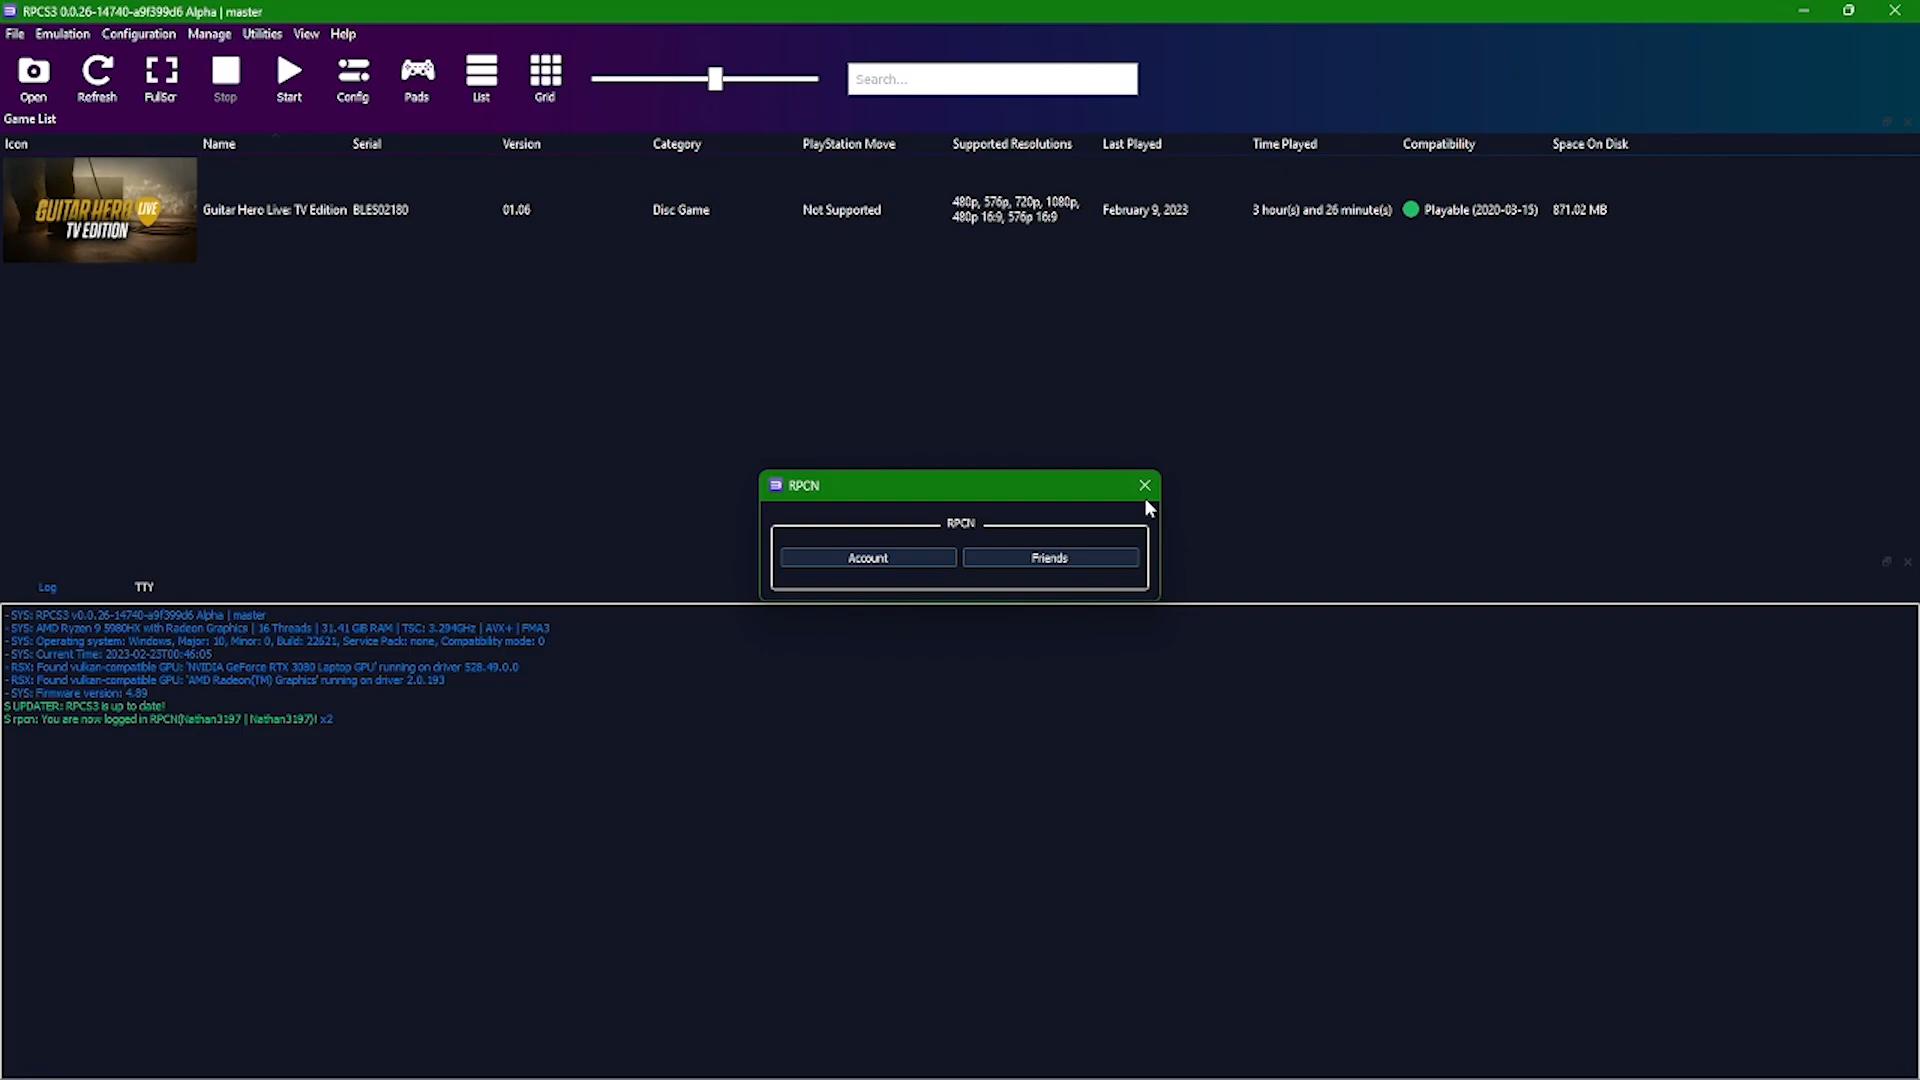 RPCS3 0.0.26-14740-a9f399d6 Alpha | master
File Emulation Configuration Manage Utilities View Help
Open Refresh FullScr Stop Start Config Pads List Grid
Search...
Game List
Icon Name Serial Version Category PlayStation Move Supported Resolutions Last Played Time Played Compatibility Space On Disk
GUITAR HERO LIVE
TV EDITION
Guitar Hero Live: TV Edition BLES02180 01.06 Disc Game Not Supported 480p, 576p, 720p, 1080p, February 9, 2023 3 hour(s) and 26 minute(s) Playable (2020-03-15) 871.02 MB
480p 16:9, 576p 16:9
RPCN
RPCN
Account Friends
Log TTY
- SYS: RPCS3 v0.0.26-14740-a9f399d6 Alpha | master
- SYS: AMD Ryzen 9 5980HX with Radeon Graphics | 16 Threads | 31.41 GiB RAM | TSC: 3.294GHz | AVX+ | FMA3
- SYS: Operating system: Windows, Major: 10, Minor: 0, Build: 22621, Service Pack: none, Compatibility mode: 0
- SYS: Current Time: 2023-02-23T00:46:05
- RSX: Found vulkan-compatible GPU: 'NVIDIA GeForce RTX 3080 Laptop GPU' running on driver 528.49.0.0
- RSX: Found vulkan-compatible GPU: 'AMD Radeon(TM) Graphics' running on driver 2.0.193
- SYS: Firmware version: 4.89
S UPDATER: RPCS3 is up to date!
S rpcn: You are now logged in RPCN(Nathan3197 | Nathan3197)! x2